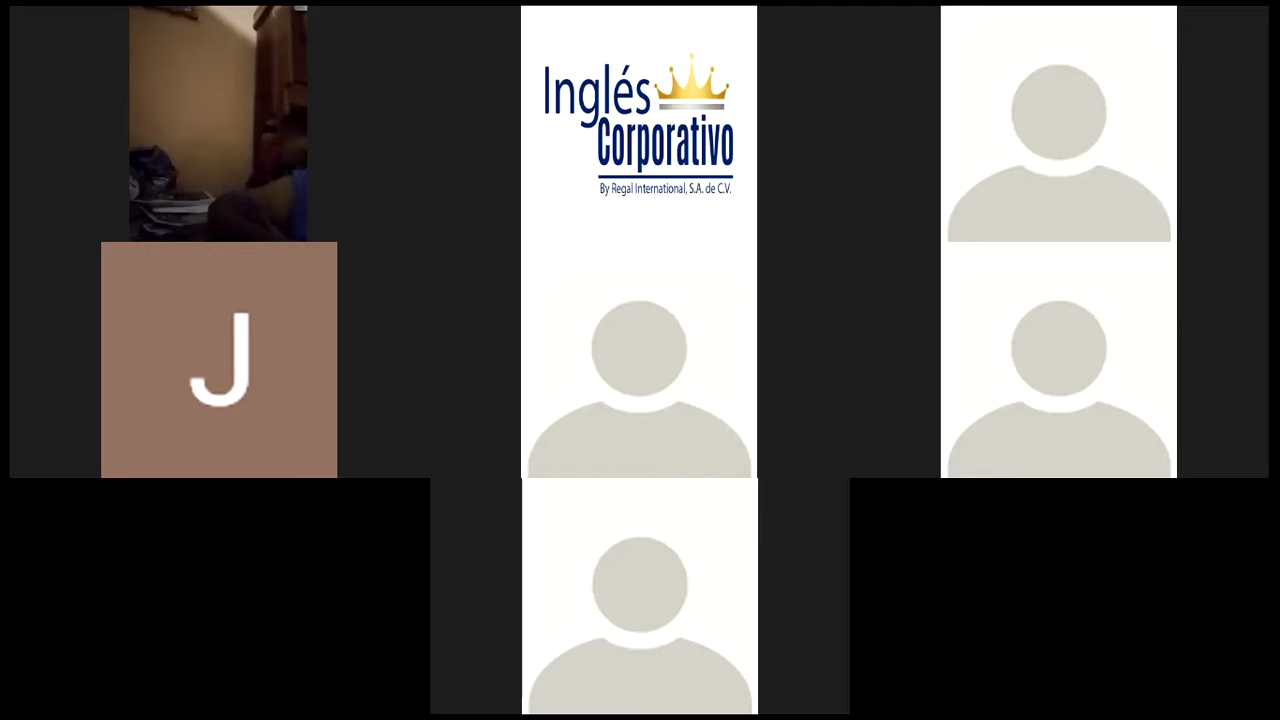 Inglés
Corporativo
By Regal International, S.A. de C.V.
J